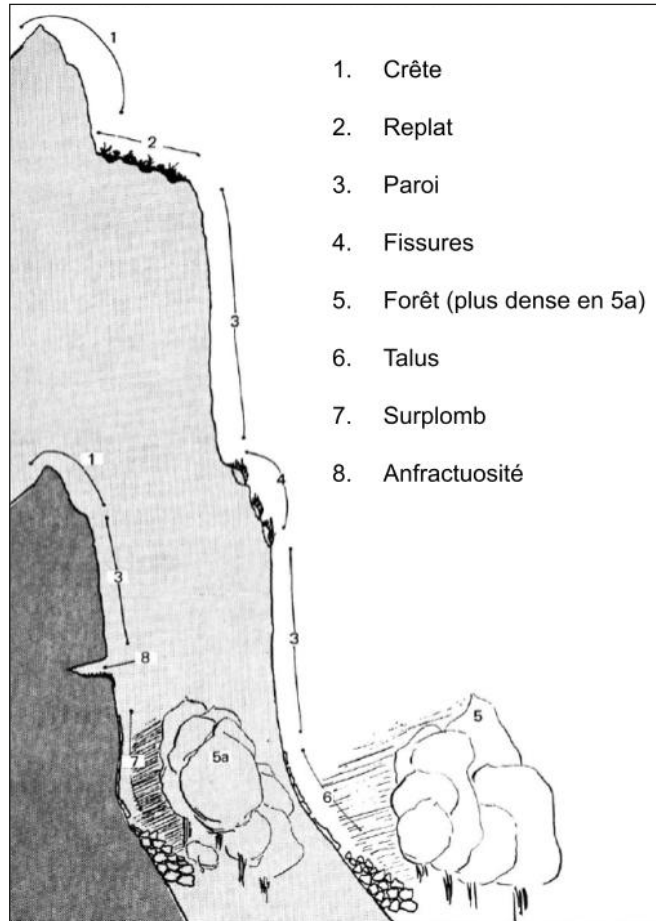 1
2
3
4
1
3
8
3
7
5a
6
5
1. Crête
2. Replat
3. Paroi
4. Fissures
5. Forêt (plus dense en 5a)
6. Talus
7. Surplomb
8. Anfractuosité